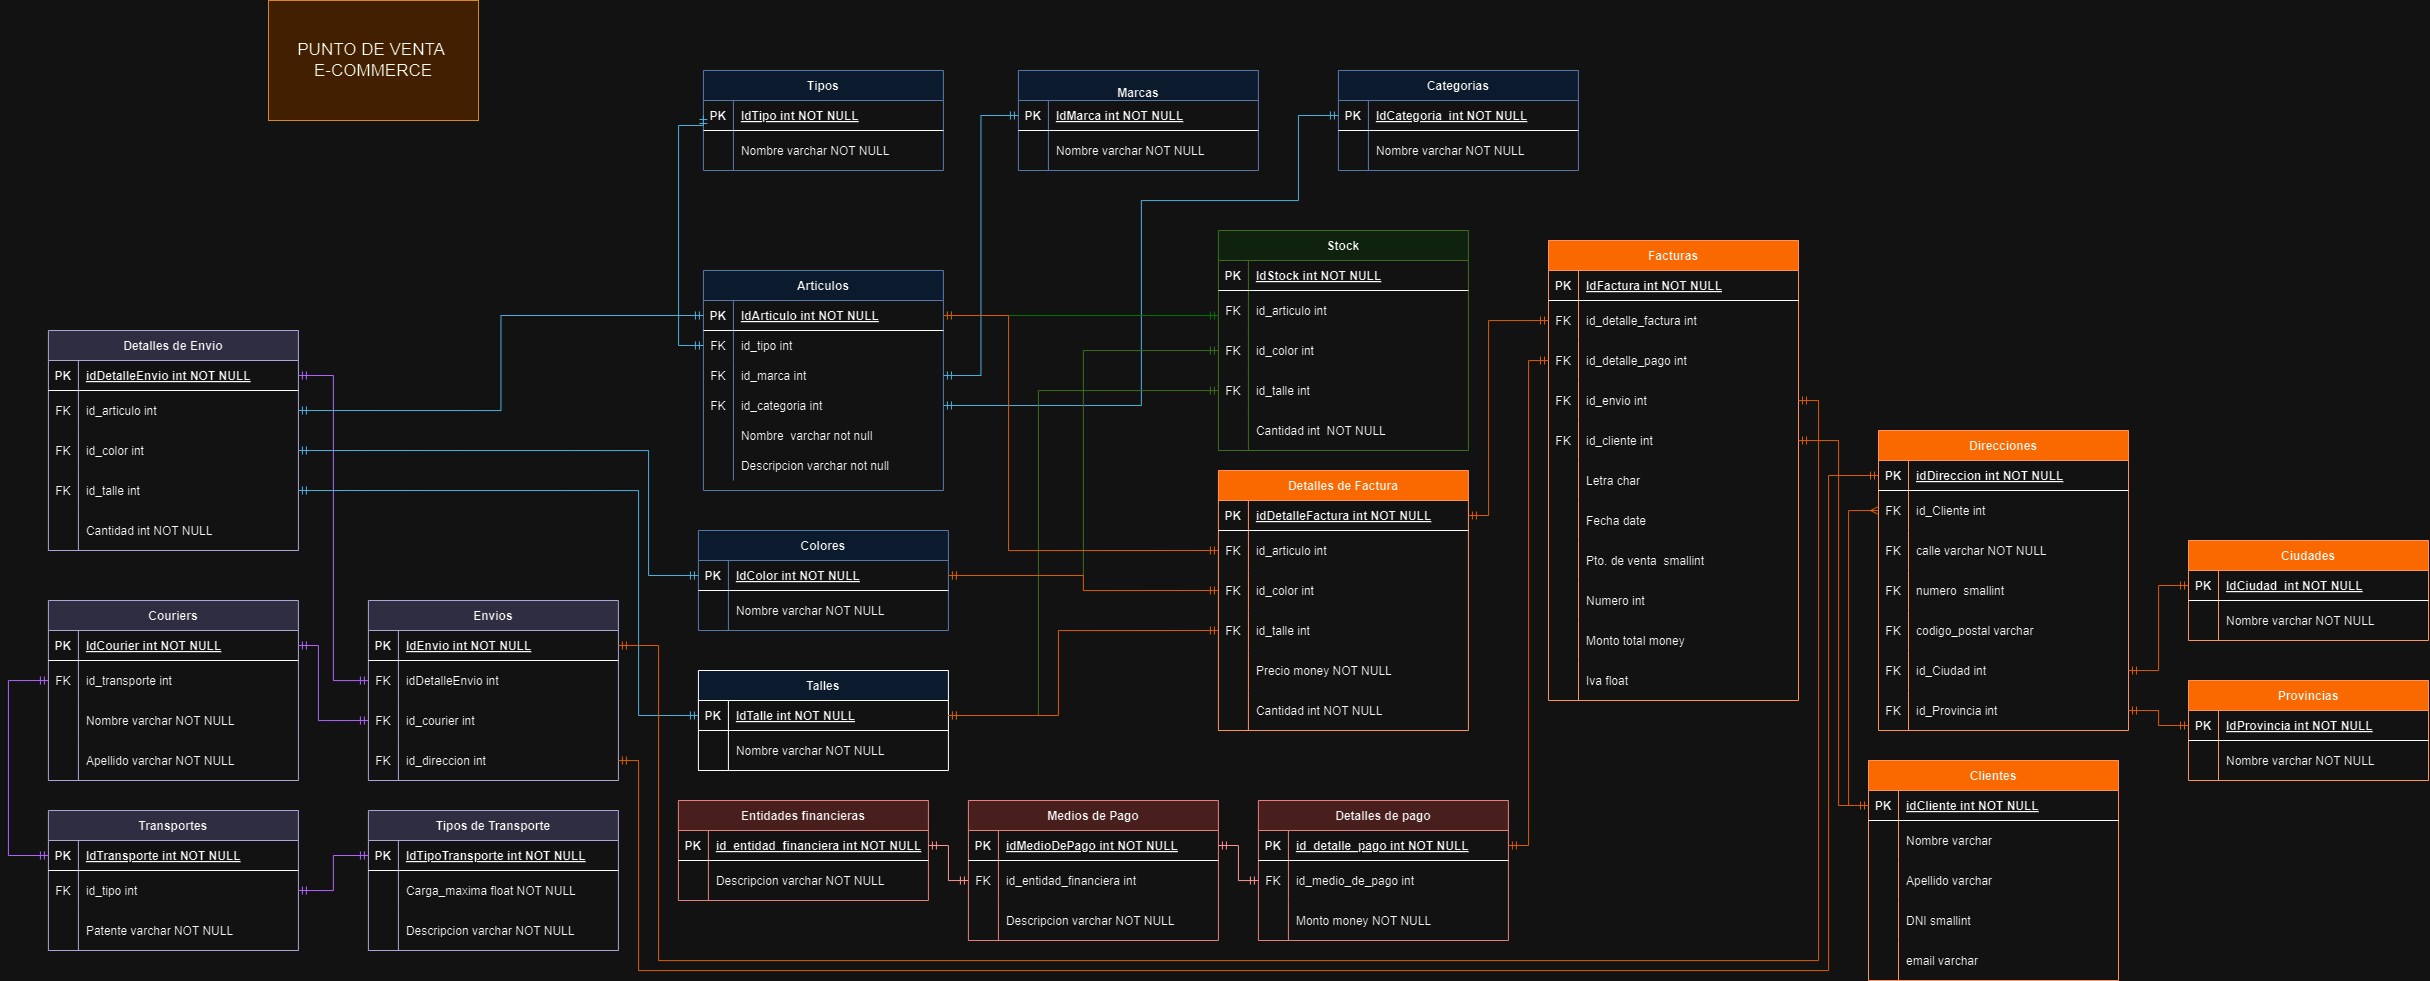 PUNTO DE VENTA
E-COMMERCE
Tipos
PK IdTipo int NOT NULL
Nombre varchar NOT NULL
Marcas
PK IdMarca int NOT NULL
Nombre varchar NOT NULL
Categorias
PK IdCategoria int NOT NULL
Nombre varchar NOT NULL
Articulos
PK IdArticulo int NOT NULL
FK id_tipo int
FK id_marca int
FK id_categoria int
Nombre varchar not null
Descripcion varchar not null
Stock
PK IdStock int NOT NULL
FK id_articulo int
FK id_color int
FK id_talle int
Cantidad int NOT NULL
Facturas
PK IdFactura int NOT NULL
FK id_detalle_factura int
FK id_detalle_pago int
FK id_envio int
FK id_cliente int
Letra char
Fecha date
Pto. de venta smallint
Numero int
Monto total money
Iva float
Detalles de Envio
PK idDetalleEnvio int NOT NULL
FK id_articulo int
FK id_color int
FK id_talle int
Cantidad int NOT NULL
Detalles de Factura
PK idDetalleFactura int NOT NULL
FK id_articulo int
FK id_color int
FK id_talle int
Precio money NOT NULL
Cantidad int NOT NULL
Direcciones
PK idDireccion int NOT NULL
FK id_Cliente int
FK calle varchar NOT NULL
FK numero smallint
FK codigo_postal varchar
FK id_Ciudad int
FK id_Provincia int
Colores
PK IdColor int NOT NULL
Nombre varchar NOT NULL
Ciudades
PK IdCiudad int NOT NULL
Nombre varchar NOT NULL
Couriers
PK IdCourier int NOT NULL
FK id_transporte int
Nombre varchar NOT NULL
Apellido varchar NOT NULL
Envios
PK IdEnvio int NOT NULL
FK idDetalleEnvio int
FK id_courier int
FK id_direccion int
Talles
PK IdTalle int NOT NULL
Nombre varchar NOT NULL
Provincias
PK IdProvincia int NOT NULL
Nombre varchar NOT NULL
Clientes
PK idCliente int NOT NULL
Nombre varchar
Apellido varchar
DNI smallint
email varchar
Transportes
PK IdTransporte int NOT NULL
FK id_tipo int
Patente varchar NOT NULL
Tipos de Transporte
PK IdTipoTransporte int NOT NULL
Carga_maxima float NOT NULL
Descripcion varchar NOT NULL
Entidades financieras
PK id_entidad_financiera int NOT NULL
Descripcion varchar NOT NULL
Medios de Pago
PK idMedioDePago int NOT NULL
FK id_entidad_financiera int
Descripcion varchar NOT NULL
Detalles de pago
PK id_detalle_pago int NOT NULL
FK id_medio_de_pago int
Monto money NOT NULL